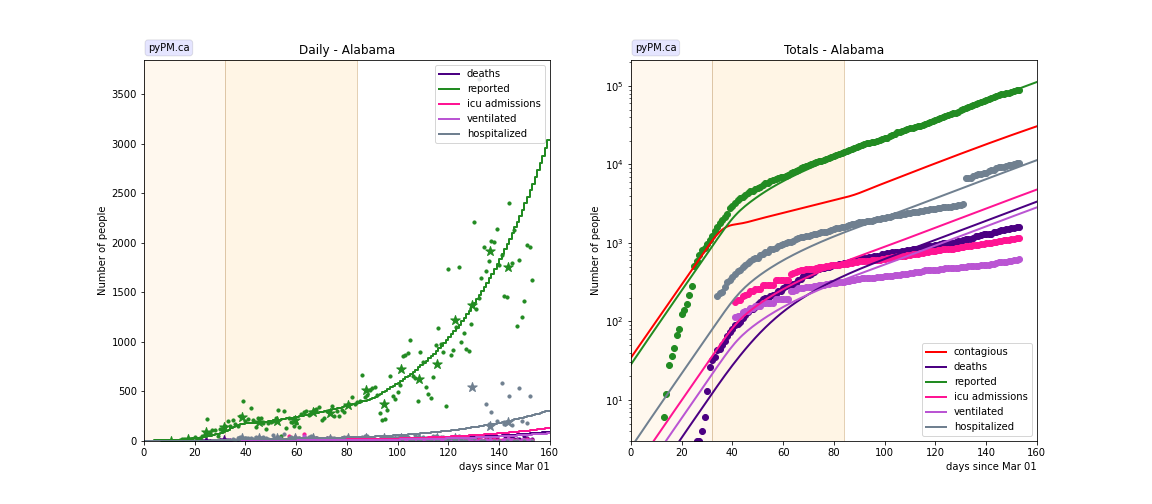 pyPM.ca
Daily - Alabama
Number of people
3500
3000
2500
2000
1500
1000
500
0
0 20 40 60 80 100 120 140 160
days since Mar 01
deaths
reported
icu admissions
ventilated
hospitalized
pyPM.ca
Totals - Alabama
Number of people
10⁵
10⁴
10³
10²
10¹
0 20 40 60 80 100 120 140 160
days since Mar 01
contagious
deaths
reported
icu admissions
ventilated
hospitalized